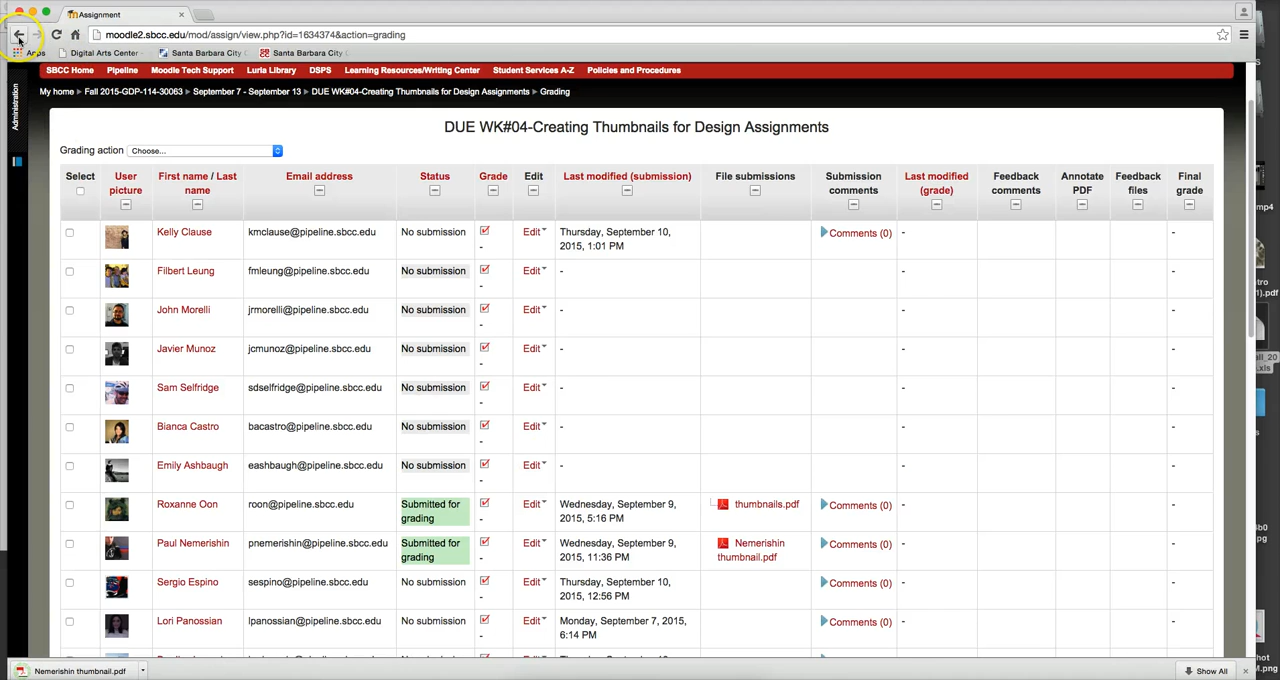 Assignment
moodle2.sbcc.edu/mod/assign/view.php?id=1634374&action=grading
Apps Digital Arts Center Santa Barbara City Santa Barbara City
SBCC Home Pipeline Moodle Tech Support Luria Library DSPS Learning Resources/Writing Center Student Services A-Z Policies and Procedures
My home Fall 2015-GDP-114-30063 September 7 - September 13 DUE WK#04-Creating Thumbnails for Design Assignments Grading
Administration
DUE WK#04-Creating Thumbnails for Design Assignments
Grading action Choose...
Select User picture First name / Last name Email address Status Grade Edit Last modified (submission) File submissions Submission comments Last modified (grade) Feedback comments Annotate PDF Feedback files Final grade
Kelly Clause kmclause@pipeline.sbcc.edu No submission - Edit Thursday, September 10, 2015, 1:01 PM Comments (0) - -
Filbert Leung fmleung@pipeline.sbcc.edu No submission - Edit - - -
John Morelli jrmorelli@pipeline.sbcc.edu No submission - Edit - - -
Javier Munoz jcmunoz@pipeline.sbcc.edu No submission - Edit - - -
Sam Selfridge sdselfridge@pipeline.sbcc.edu No submission - Edit - - -
Bianca Castro bacastro@pipeline.sbcc.edu No submission - Edit - - -
Emily Ashbaugh eashbaugh@pipeline.sbcc.edu No submission - Edit - - -
Roxanne Oon roon@pipeline.sbcc.edu Submitted for grading - Edit Wednesday, September 9, 2015, 5:16 PM thumbnails.pdf Comments (0) - -
Paul Nemerishin pnemerishin@pipeline.sbcc.edu Submitted for grading - Edit Wednesday, September 9, 2015, 11:36 PM Nemerishin thumbnail.pdf Comments (0) - -
Sergio Espino sespino@pipeline.sbcc.edu No submission - Edit Thursday, September 10, 2015, 12:56 PM Comments (0) - -
Lori Panossian lpanossian@pipeline.sbcc.edu No submission - Edit Monday, September 7, 2015, 6:14 PM Comments (0) - -
Nemerishin thumbnail.pdf Show All